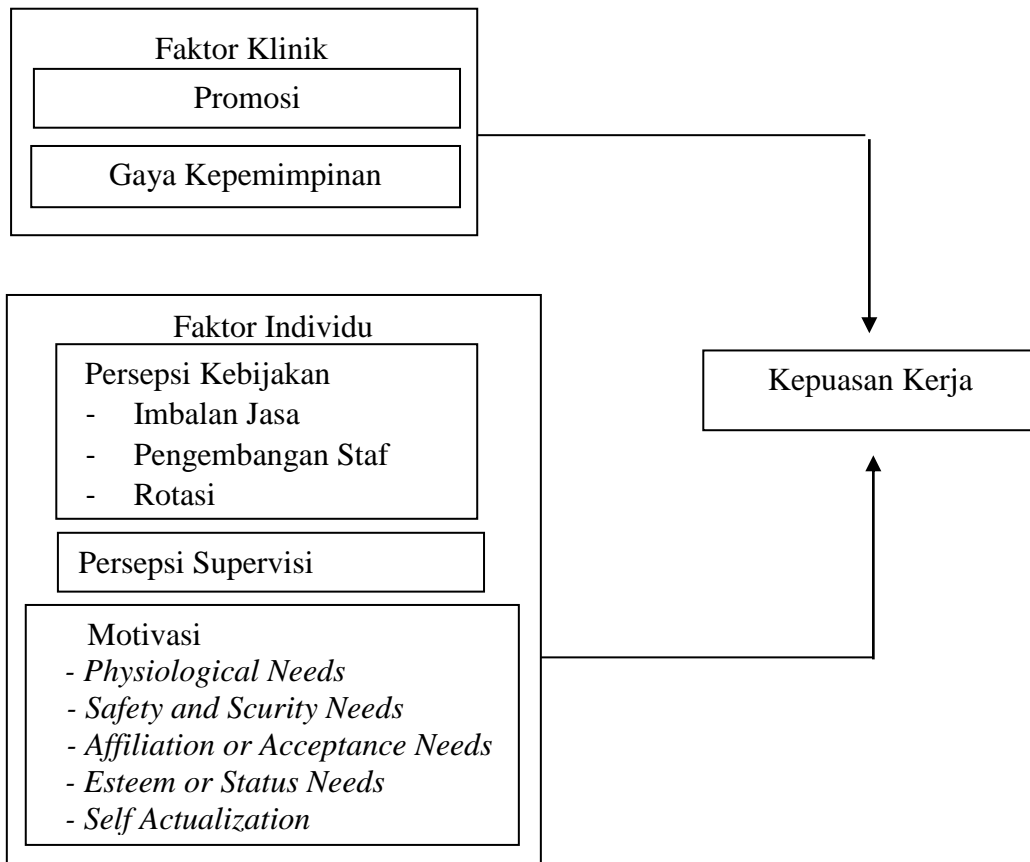 Faktor Klinik
Promosi
Gaya Kepemimpinan
Faktor Individu
Persepsi Kebijakan
- Imbalan Jasa
- Pengembangan Staf
- Rotasi
Persepsi Supervisi
Motivasi
- Physiological Needs
- Safety and Scurity Needs
- Affiliation or Acceptance Needs
- Esteem or Status Needs
- Self Actualization
Kepuasan Kerja